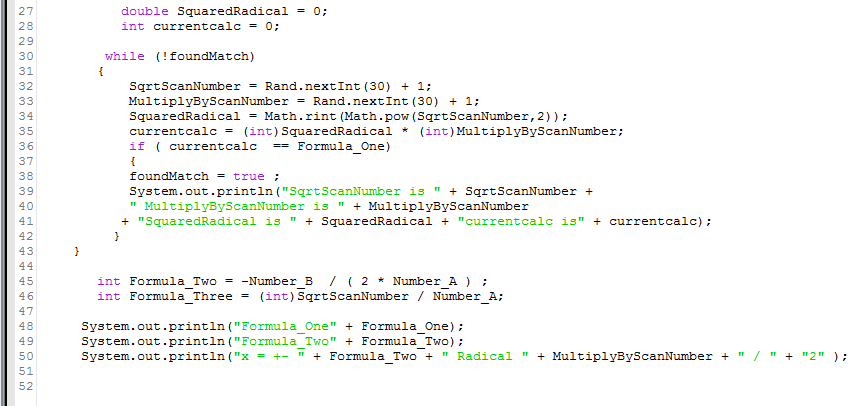 27 double SquaredRadical = 0;
28 int currentcalc = 0;
29
30 while (!foundMatch)
31 {
32 SqrtScanNumber = Rand.nextInt(30) + 1;
33 MultiplyByScanNumber = Rand.nextInt(30) + 1;
34 SquaredRadical = Math.rint(Math.pow(SqrtScanNumber,2));
35 currentcalc = (int)SquaredRadical * (int)MultiplyByScanNumber;
36 if ( currentcalc  == Formula_One)
37 {
38 foundMatch = true ;
39 System.out.println("SqrtScanNumber is " + SqrtScanNumber +
40 " MultiplyByScanNumber is " + MultiplyByScanNumber
41 + "SquaredRadical is " + SquaredRadical + "currentcalc is" + currentcalc);
42 }
43 }
44
45 int Formula_Two = -Number_B  / ( 2 * Number_A ) ;
46 int Formula_Three = (int)SqrtScanNumber / Number_A;
47
48 System.out.println("Formula_One" + Formula_One);
49 System.out.println("Formula_Two" + Formula_Two);
50 System.out.println("x = +- " + Formula_Two + " Radical " + MultiplyByScanNumber + " / " + "2" );
51
52